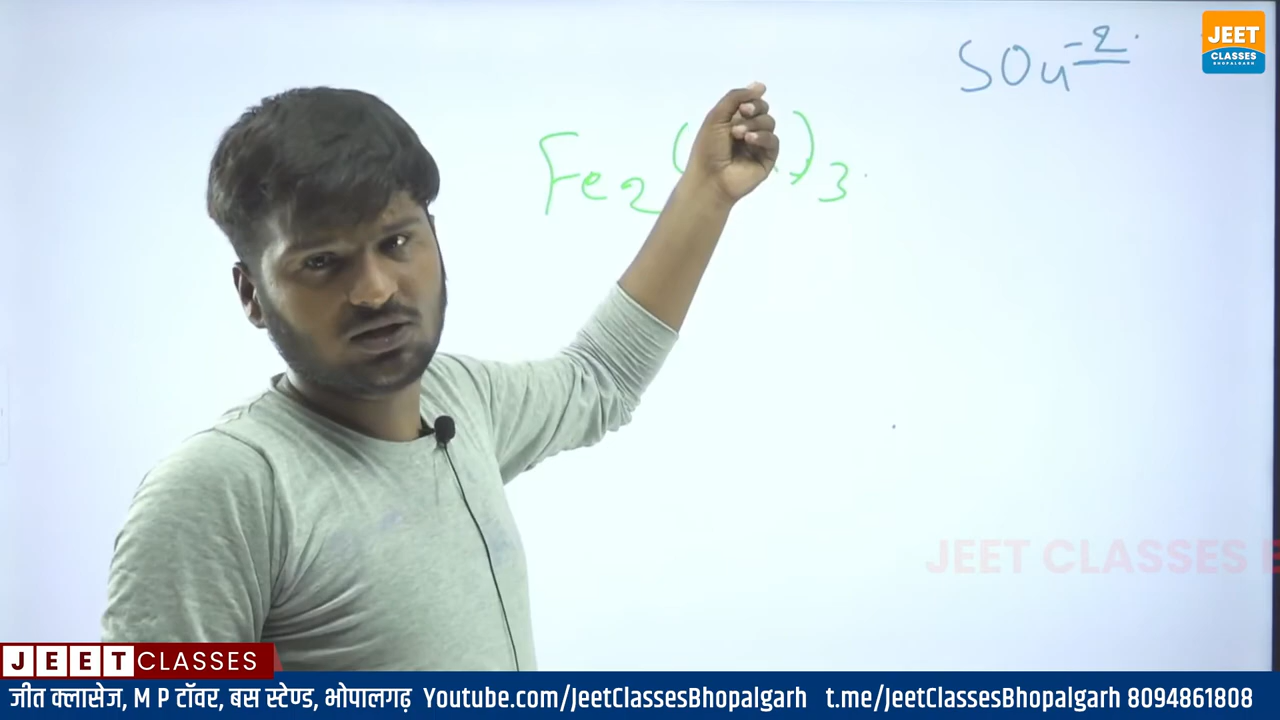 JEET
CLASSES
BHOPALGARH
SO4-2
Fe2( )3
JEET CLASSES
JEET CLASSES
जीत क्लासेज, M P टॉवर, बस स्टेण्ड, भोपालगढ़ Youtube.com/JeetClassesBhopalgarh t.me/JeetClassesBhopalgarh 8094861808